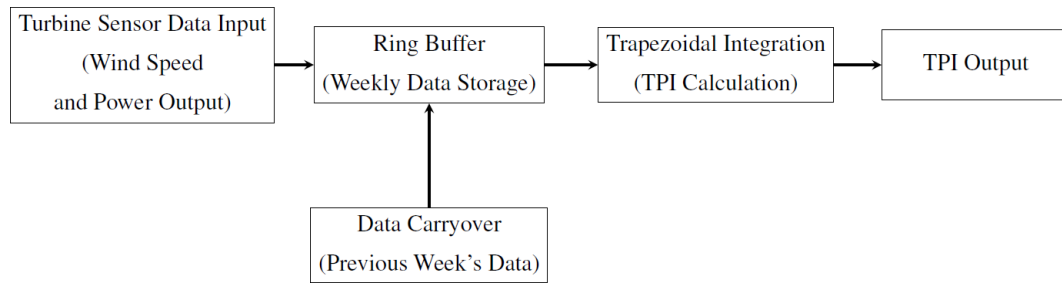 Turbine Sensor Data Input
(Wind Speed
and Power Output)
Ring Buffer
(Weekly Data Storage)
Trapezoidal Integration
(TPI Calculation)
TPI Output
Data Carryover
(Previous Week's Data)